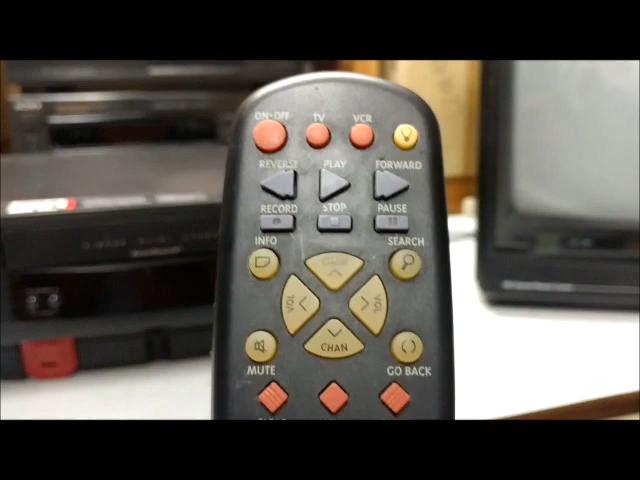 ON•OFF TV VCR
REVERSE PLAY FORWARD
RECORD STOP PAUSE
INFO SEARCH
VOL VOL
CHAN
MUTE GO BACK